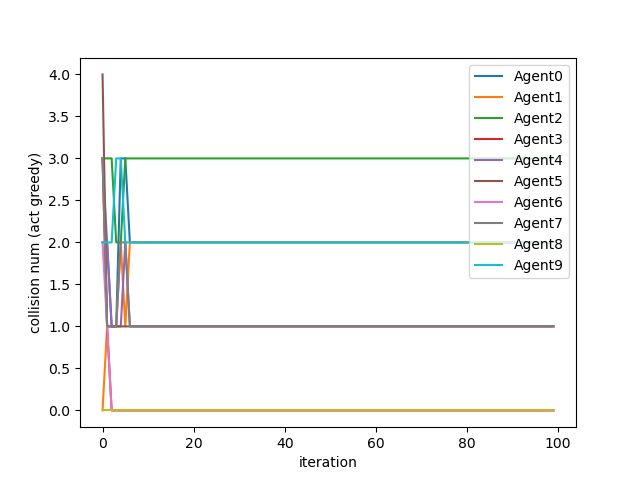 4.0
3.5
3.0
2.5
2.0
1.5
1.0
0.5
0.0
collision num (act greedy)
0
20
40
60
80
100
iteration
Agent0
Agent1
Agent2
Agent3
Agent4
Agent5
Agent6
Agent7
Agent8
Agent9